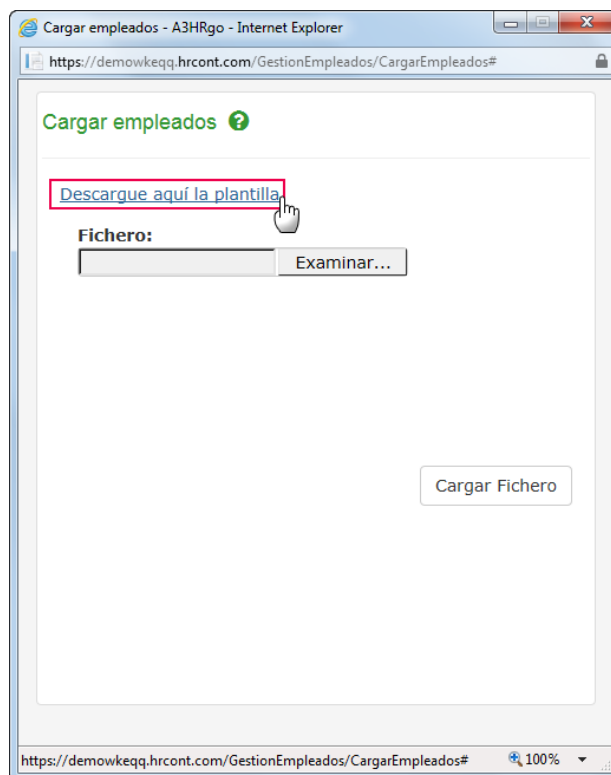 Cargar empleados - A3HRgo - Internet Explorer
https://demowkeqq.hrcont.com/GestionEmpleados/CargarEmpleados#
Cargar empleados ?
Descargue aquí la plantilla
Fichero:
Examinar...
Cargar Fichero
https://demowkeqq.hrcont.com/GestionEmpleados/CargarEmpleados# 100%